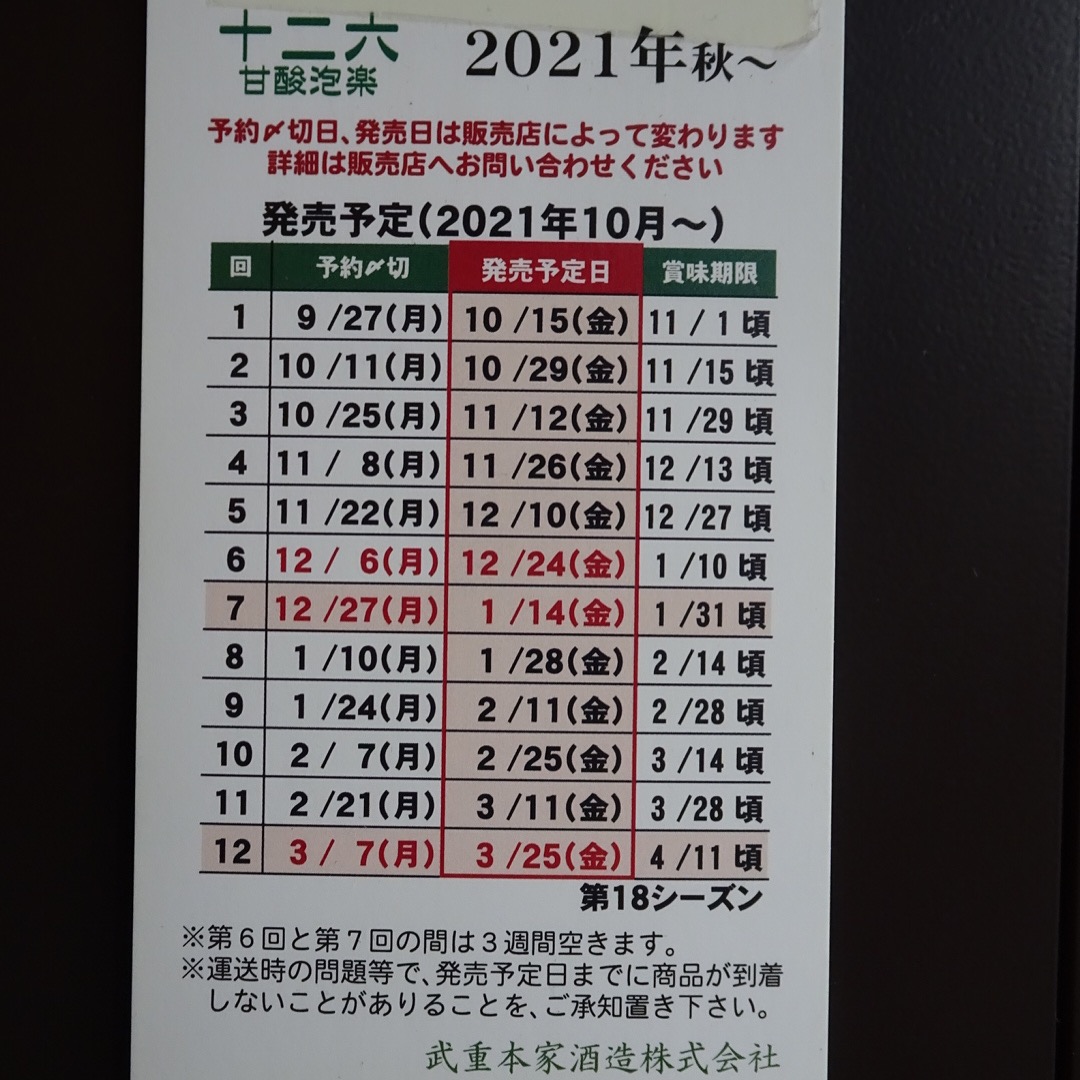 十二六
甘酸泡楽
2021年秋～
予約〆切日、発売日は販売店によって変わります
詳細は販売店へお問い合わせください
発売予定(2021年10月～)
回 予約〆切 発売予定日 賞味期限
1 9/27(月) 10/15(金) 11/1頃
2 10/11(月) 10/29(金) 11/15頃
3 10/25(月) 11/12(金) 11/29頃
4 11/8(月) 11/26(金) 12/13頃
5 11/22(月) 12/10(金) 12/27頃
6 12/6(月) 12/24(金) 1/10頃
7 12/27(月) 1/14(金) 1/31頃
8 1/10(月) 1/28(金) 2/14頃
9 1/24(月) 2/11(金) 2/28頃
10 2/7(月) 2/25(金) 3/14頃
11 2/21(月) 3/11(金) 3/28頃
12 3/7(月) 3/25(金) 4/11頃
第18シーズン
※第６回と第７回の間は３週間空きます。
※運送時の問題等で、発売予定日までに商品が到着
しないことがありることを、ご承知置き下さい。
武重本家酒造株式会社